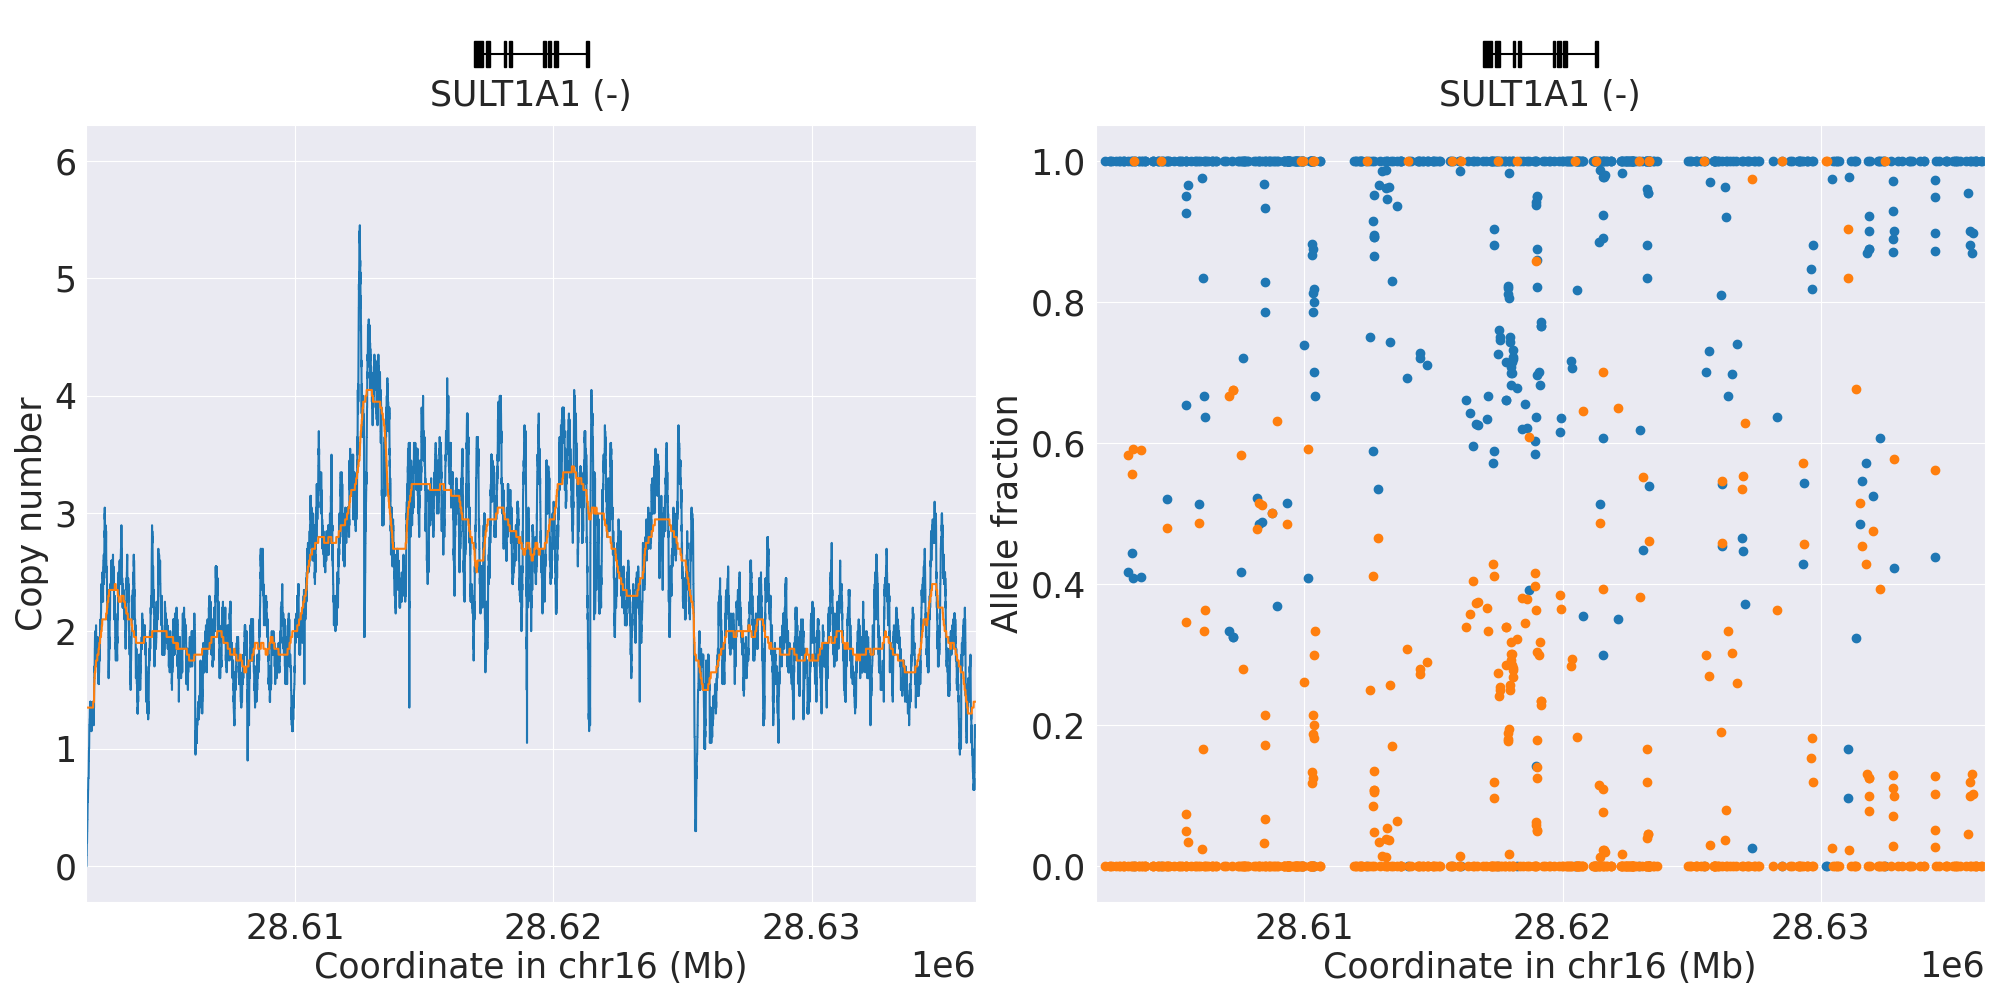 SULT1A1 (-)
Copy number
6
5
4
3
2
1
0
28.61
28.62
28.63
Coordinate in chr16 (Mb)
1e6
SULT1A1 (-)
Allele fraction
1.0
0.8
0.6
0.4
0.2
0.0
28.61
28.62
28.63
Coordinate in chr16 (Mb)
1e6